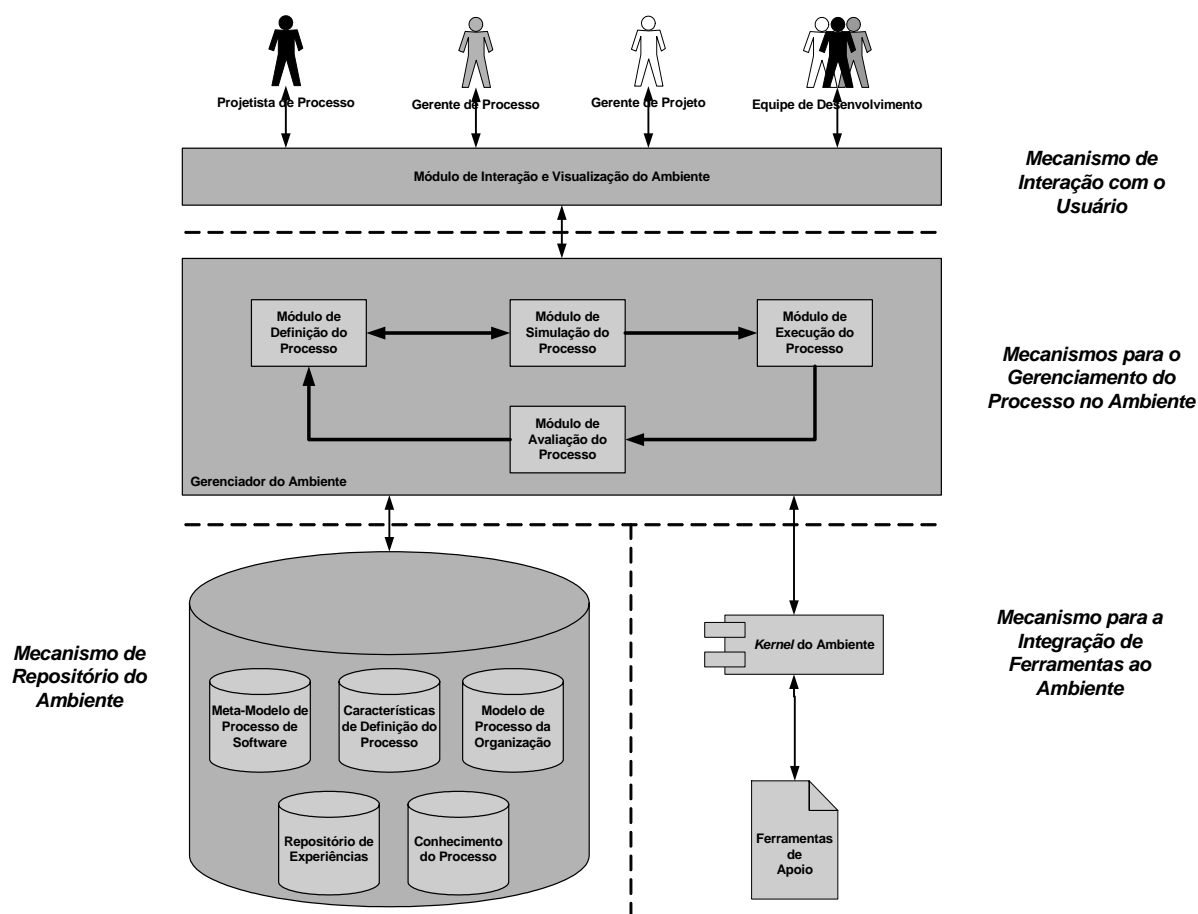 Projetista de Processo
Gerente de Processo
Gerente de Projeto
Equipe de Desenvolvimento
Módulo de Interação e Visualização do Ambiente
Mecanismo de
Interação com o
Usuário
Módulo de
Definição do
Processo
Módulo de
Simulação do
Processo
Módulo de
Execução do
Processo
Módulo de
Avaliação do
Processo
Gerenciador do Ambiente
Mecanismos para o
Gerenciamento do
Processo no Ambiente
Mecanismo de
Repositório do
Ambiente
Meta-Modelo de
Processo de
Software
Características
de Definição do
Processo
Modelo de
Processo da
Organização
Repositório de
Experiências
Conhecimento
do Processo
Kernel do Ambiente
Ferramentas
de
Apoio
Mecanismo para a
Integração de
Ferramentas ao
Ambiente